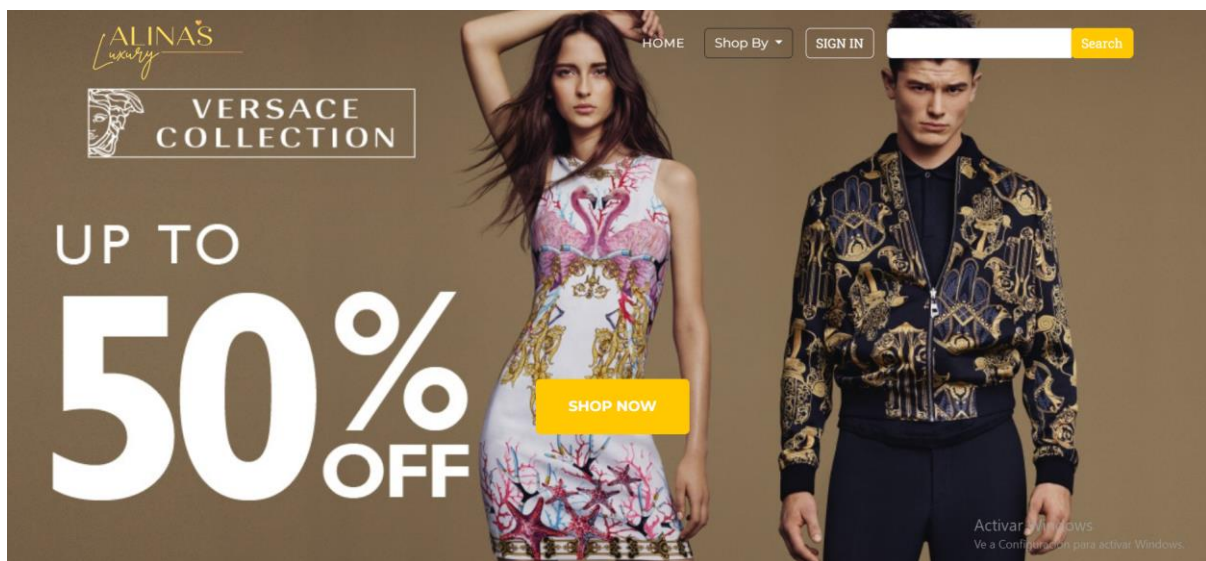 ALINA'S
Luxury
HOME
Shop By
SIGN IN
Search
VERSACE
COLLECTION
UP TO
50%
OFF
SHOP NOW
Activar Windows
Ve a Configuración para activar Windows.